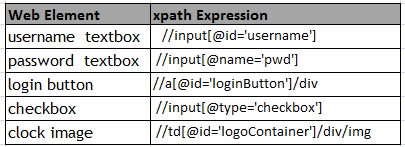 Web Element xpath Expression
username textbox //input[@id='username']
password textbox //input[@name='pwd']
login button //a[@id='loginButton']/div
checkbox //input[@type='checkbox']
clock image //td[@id='logoContainer']/div/img